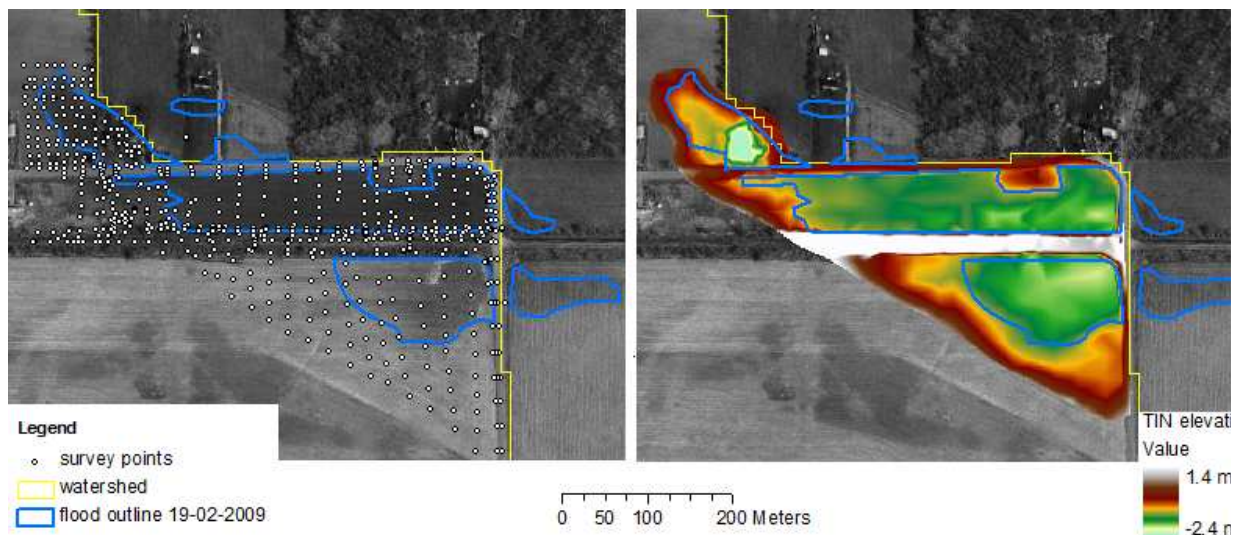 Legend
survey points
watershed
flood outline 19-02-2009
0 50 100 200 Meters
TIN elevati
Value
1.4 m
-2.4 m